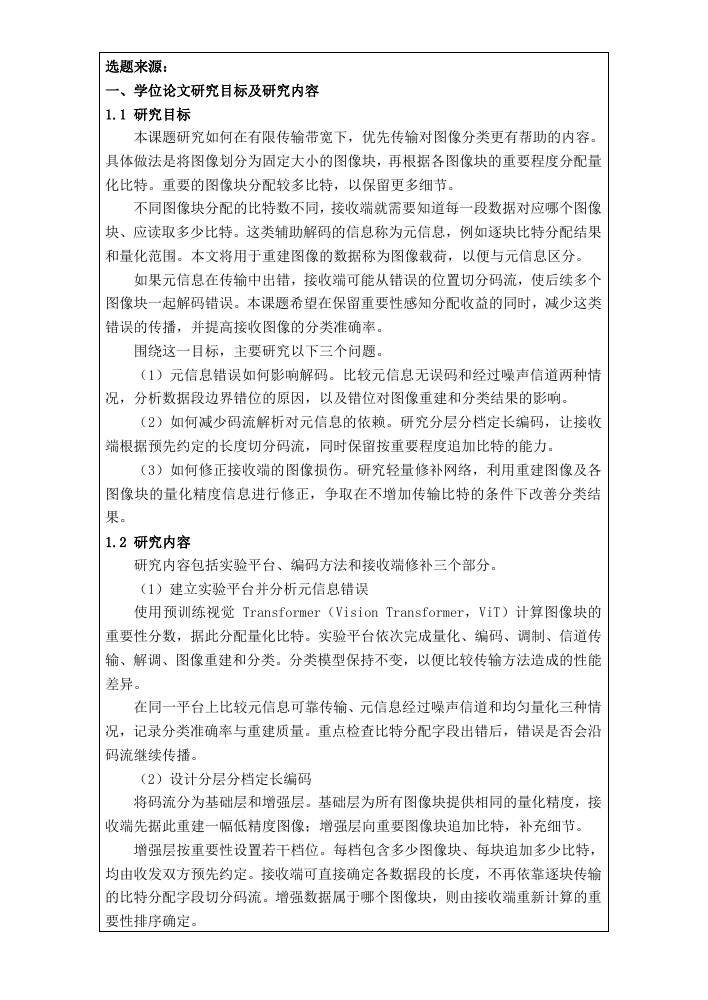 选题来源：
一、学位论文研究目标及研究内容
1.1 研究目标
本课题研究如何在有限传输带宽下，优先传输对图像分类更有帮助的内容。
具体做法是将图像划分为固定大小的图像块，再根据各图像块的重要程度分配量
化比特。重要的图像块分配较多比特，以保留更多细节。
不同图像块分配的比特数不同，接收端就需要知道每一段数据对应哪个图像
块、应读取多少比特。这类辅助解码的信息称为元信息，例如逐块比特分配结果
和量化范围。本文将用于重建图像的数据称为图像载荷，以便与元信息区分。
如果元信息在传输中出错，接收端可能从错误的位置切分码流，使后续多个
图像块一起解码错误。本课题希望在保留重要性感知分配收益的同时，减少这类
错误的传播，并提高接收图像的分类准确率。
围绕这一目标，主要研究以下三个问题。
（1）元信息错误如何影响解码。比较元信息无误码和经过噪声信道两种情
况，分析数据段边界错位的原因，以及错位对图像重建和分类结果的影响。
（2）如何减少码流解析对元信息的依赖。研究分层分档定长编码，让接收
端根据预先约定的长度切分码流，同时保留按重要程度追加比特的能力。
（3）如何修正接收端的图像损伤。研究轻量修补网络，利用重建图像及各
图像块的量化精度信息进行修正，争取在不增加传输比特的条件下改善分类结
果。
1.2 研究内容
研究内容包括实验平台、编码方法和接收端修补三个部分。
（1）建立实验平台并分析元信息错误
使用预训练视觉 Transformer（Vision Transformer，ViT）计算图像块的
重要性分数，据此分配量化比特。实验平台依次完成量化、编码、调制、信道传
输、解调、图像重建和分类。分类模型保持不变，以便比较传输方法造成的性能
差异。
在同一平台上比较元信息可靠传输、元信息经过噪声信道和均匀量化三种情
况，记录分类准确率与重建质量。重点检查比特分配字段出错后，错误是否会沿
码流继续传播。
（2）设计分层分档定长编码
将码流分为基础层和增强层。基础层为所有图像块提供相同的量化精度，接
收端先据此重建一幅低精度图像；增强层向重要图像块追加比特，补充细节。
增强层按重要性设置若干档位。每档包含多少图像块、每块追加多少比特，
均由收发双方预先约定。接收端可直接确定各数据段的长度，不再依靠逐块传输
的比特分配字段切分码流。增强数据属于哪个图像块，则由接收端重新计算的重
要性排序确定。